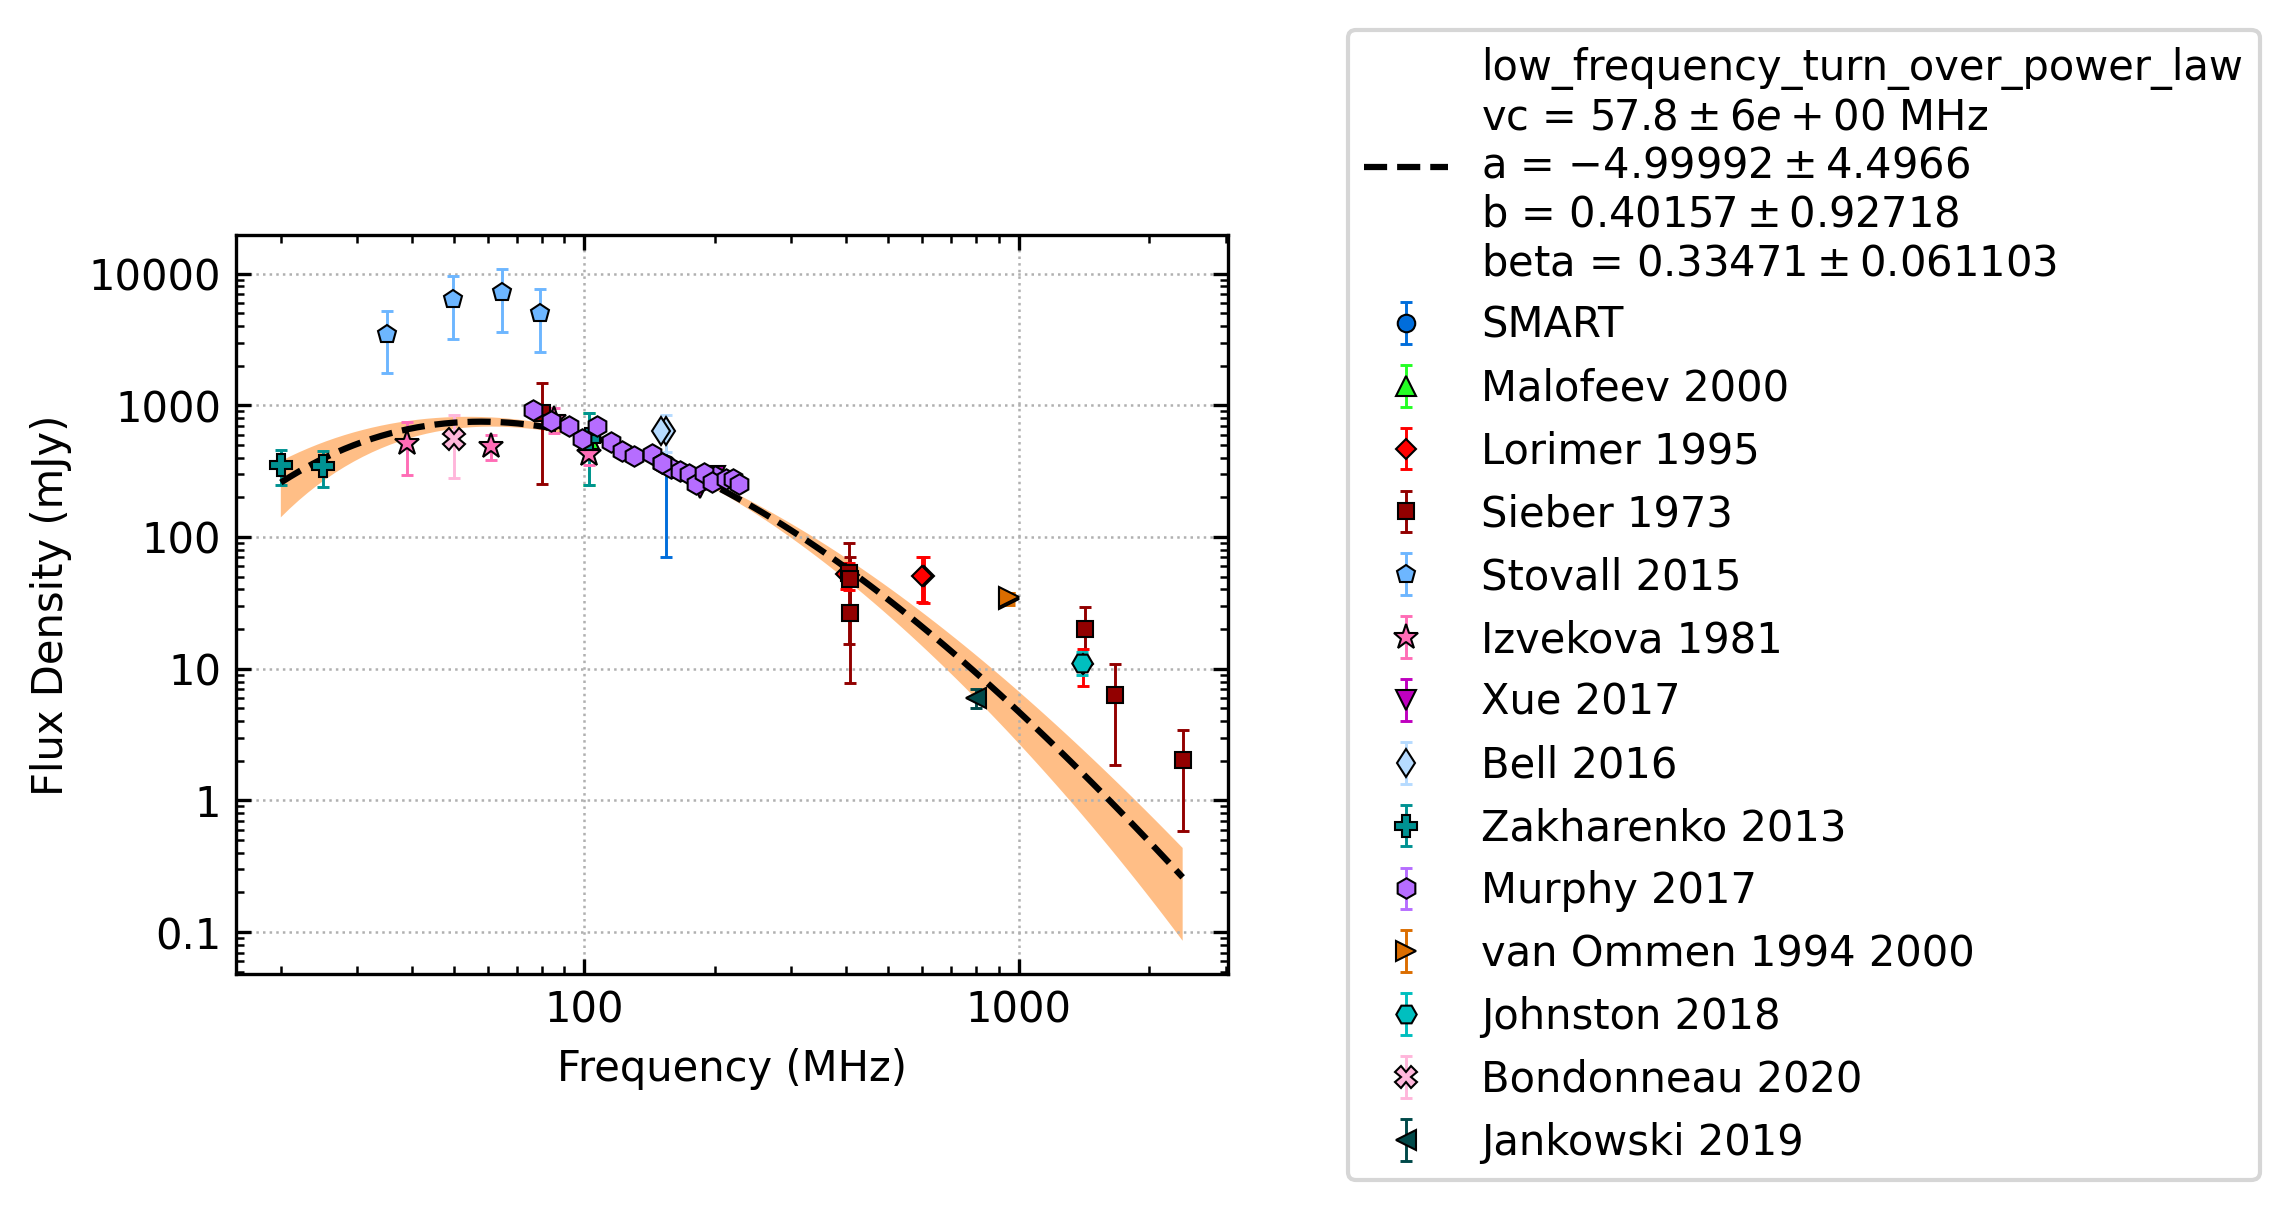 10000
1000
100
10
1
0.1
Flux Density (mJy)
100
1000
Frequency (MHz)
low_frequency_turn_over_power_law
vc = 57.8 ± 6e + 00 MHz
a = −4.99992 ± 4.4966
b = 0.40157 ± 0.92718
beta = 0.33471 ± 0.061103
SMART
Malofeev 2000
Lorimer 1995
Sieber 1973
Stovall 2015
Izvekova 1981
Xue 2017
Bell 2016
Zakharenko 2013
Murphy 2017
van Ommen 1994 2000
Johnston 2018
Bondonneau 2020
Jankowski 2019